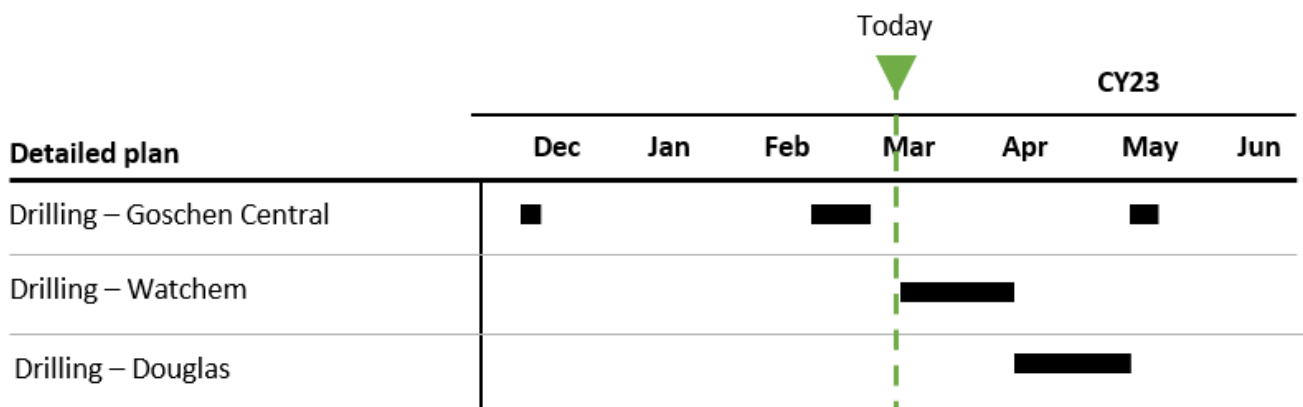 Today
CY23
Detailed plan Dec Jan Feb Mar Apr May Jun
Drilling – Goschen Central
Drilling – Watchem
Drilling – Douglas